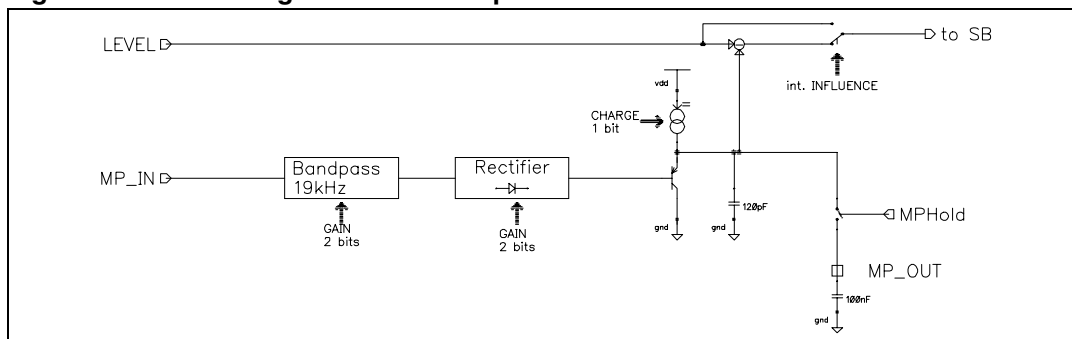 LEVEL
to SB
int. INFLUENCE
vdd
CHARGE
1 bit
MP_IN
Bandpass
19kHz
Rectifier
GAIN
2 bits
GAIN
2 bits
gnd
gnd
120pF
MPHold
MP_OUT
100nF
gnd